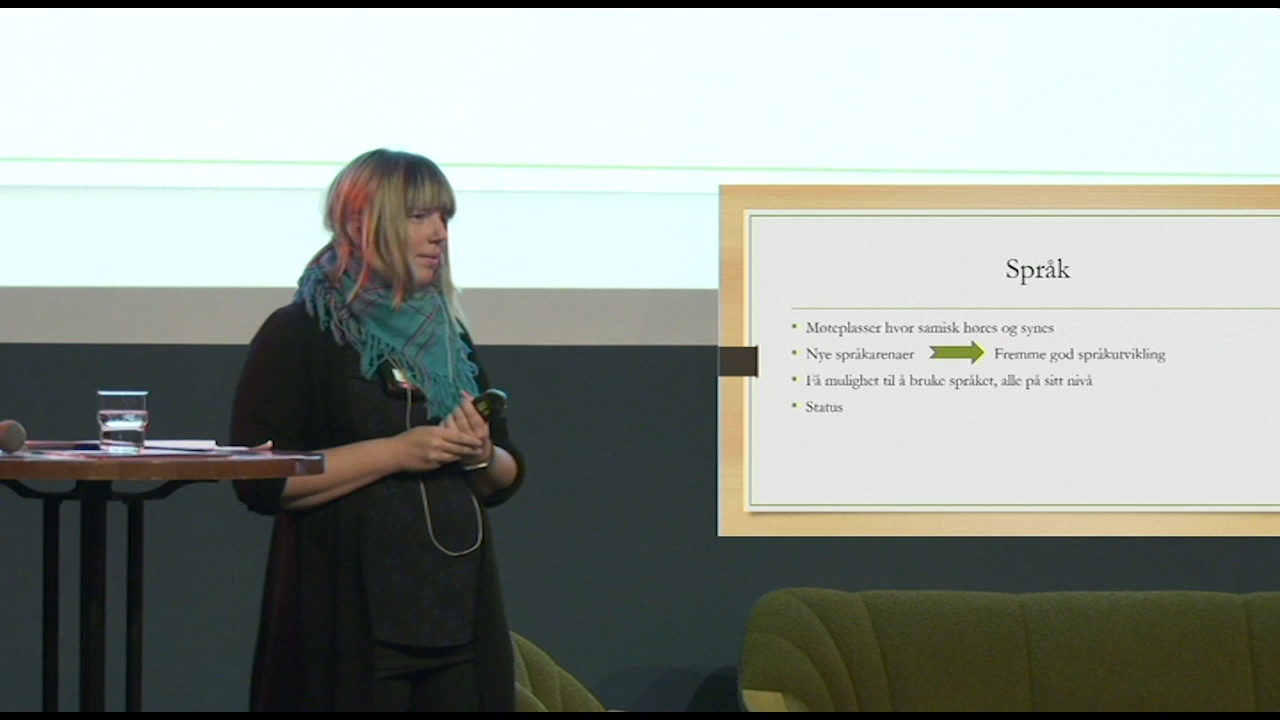 Språk
Møteplasser hvor samisk høres og synes
Nye språkarenaer Fremme god språkutvikling
Få mulighet til å bruke språket, alle på sitt nivå
Status